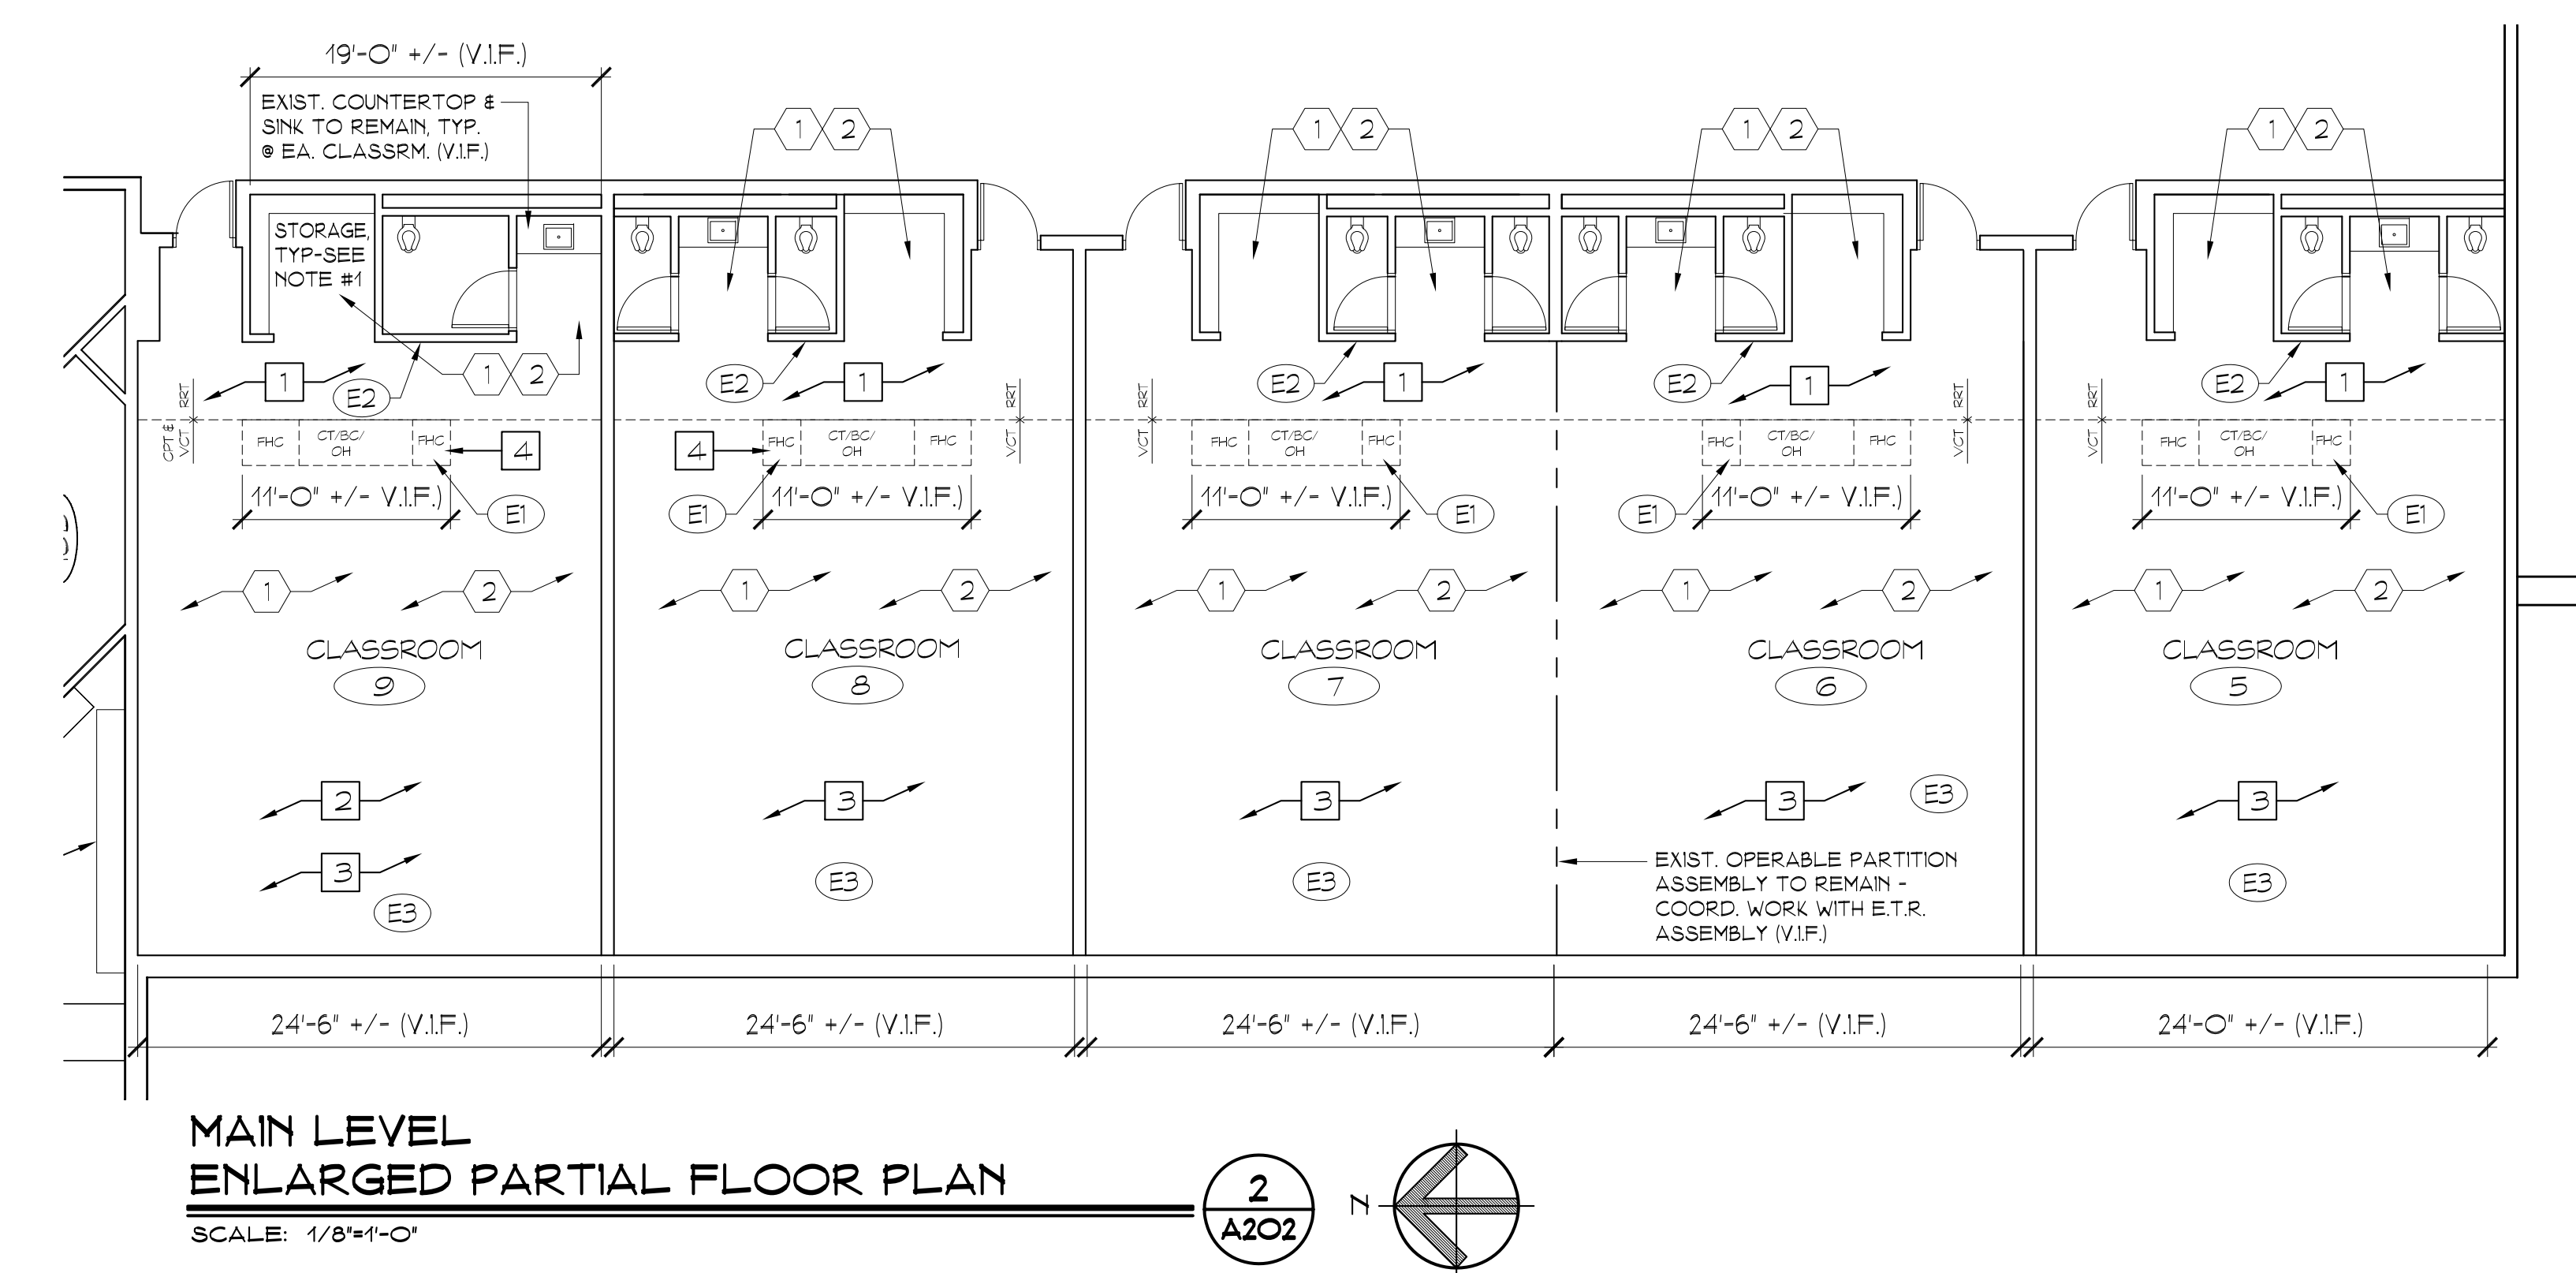 19'-0" +/- (V.I.F.)
EXIST. COUNTERTOP &
SINK TO REMAIN, TYP.
@ EA. CLASSRM. (V.I.F.)
1 2
1 2
1 2
1 2
STORAGE,
TYP-SEE
NOTE #1
1 E2 1 2
E2 1
E2 1
E2 1
E2 1
RRT
RRT
RRT
RRT
RRT
CPT &
VCT
VCT
VCT
VCT
VCT
FHC CT/BC/ FHC
OH
4
4
FHC CT/BC/ FHC
OH
FHC CT/BC/ FHC
OH
FHC CT/BC/ FHC
OH
FHC CT/BC/ FHC
OH
11'-0" +/- V.I.F.) E1
E1 11'-0" +/- V.I.F.)
11'-0" +/- V.I.F.) E1
E1 11'-0" +/- V.I.F.)
11'-0" +/- V.I.F.) E1
1 2
1 2
1 2
1 2
1 2
CLASSROOM
9
CLASSROOM
8
CLASSROOM
7
CLASSROOM
6
CLASSROOM
5
2
3
E3
3
E3
3
E3
3 E3
3
E3
EXIST. OPERABLE PARTITION
ASSEMBLY TO REMAIN -
COORD. WORK WITH E.T.R.
ASSEMBLY (V.I.F.)
24'-6" +/- (V.I.F.)
24'-6" +/- (V.I.F.)
24'-6" +/- (V.I.F.)
24'-6" +/- (V.I.F.)
24'-0" +/- (V.I.F.)
MAIN LEVEL
ENLARGED PARTIAL FLOOR PLAN
SCALE: 1/8"=1'-0"
2
A202
N